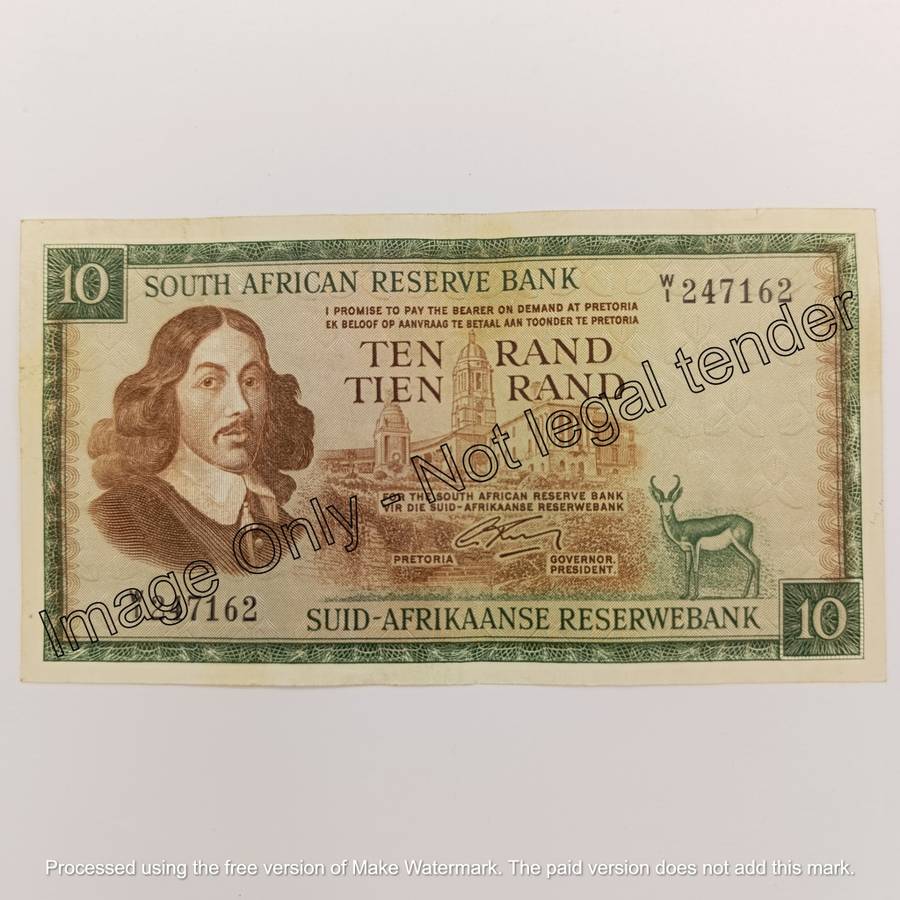 10
SOUTH AFRICAN RESERVE BANK
W/1 247162
I PROMISE TO PAY THE BEARER ON DEMAND AT PRETORIA
EK BELOOF OP AANVRAAG TE BETAAL AAN TOONDER TE PRETORIA
TEN RAND
TIEN RAND
Image Only - Not legal tender
FOR THE SOUTH AFRICAN RESERVE BANK
VIR DIE SUID-AFRIKAANSE RESERWEBANK
PRETORIA
GOVERNOR.
PRESIDENT.
247162
SUID-AFRIKAANSE RESERWEBANK
10
Processed using the free version of Make Watermark. The paid version does not add this mark.